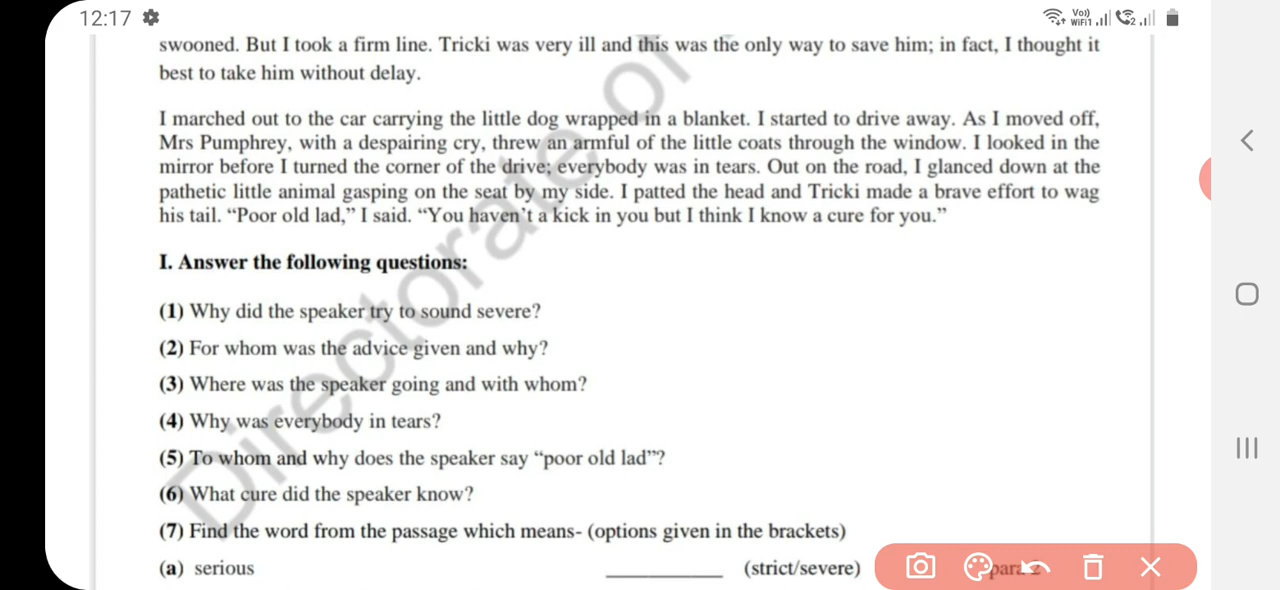 12:17
Vo)) WiFi1 2
swooned. But I took a firm line. Tricki was very ill and this was the only way to save him; in fact, I thought it
best to take him without delay.
I marched out to the car carrying the little dog wrapped in a blanket. I started to drive away. As I moved off,
Mrs Pumphrey, with a despairing cry, threw an armful of the little coats through the window. I looked in the
mirror before I turned the corner of the drive; everybody was in tears. Out on the road, I glanced down at the
pathetic little animal gasping on the seat by my side. I patted the head and Tricki made a brave effort to wag
his tail. “Poor old lad,” I said. “You haven’t a kick in you but I think I know a cure for you.”
I. Answer the following questions:
(1) Why did the speaker try to sound severe?
(2) For whom was the advice given and why?
(3) Where was the speaker going and with whom?
(4) Why was everybody in tears?
(5) To whom and why does the speaker say “poor old lad”?
(6) What cure did the speaker know?
(7) Find the word from the passage which means- (options given in the brackets)
(a) serious ____________ (strict/severe) para 2
Directorate of